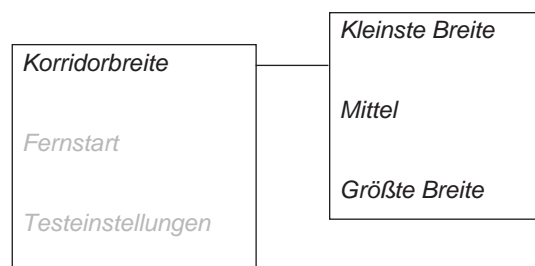 Korridorbreite
Fernstart
Testeinstellungen
Kleinste Breite
Mittel
Größte Breite